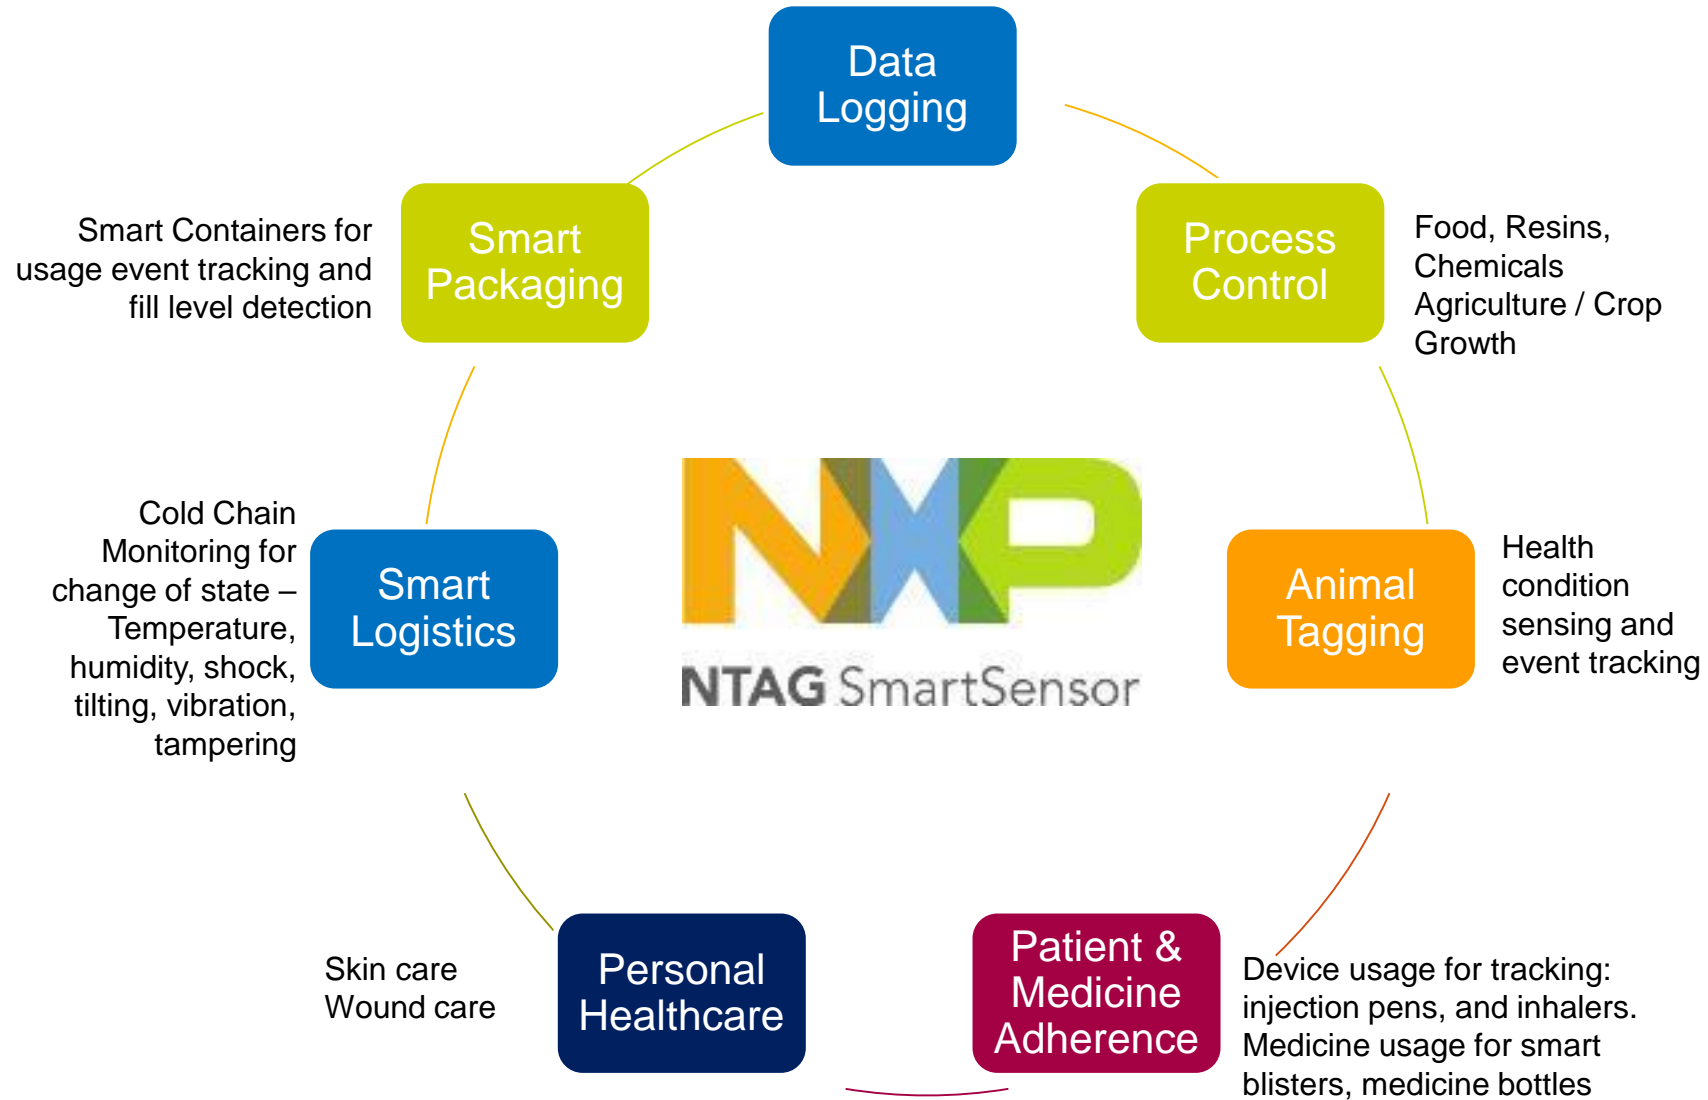 Data
Logging
Smart Containers for
usage event tracking and
fill level detection
Smart
Packaging
Process
Control
Food, Resins,
Chemicals
Agriculture / Crop
Growth
Cold Chain
Monitoring for
change of state –
Temperature,
humidity, shock,
tilting, vibration,
tampering
Smart
Logistics
NXP
NTAG SmartSensor
Animal
Tagging
Health
condition
sensing and
event tracking
Skin care
Wound care
Personal
Healthcare
Patient &
Medicine
Adherence
Device usage for tracking:
injection pens, and inhalers.
Medicine usage for smart
blisters, medicine bottles